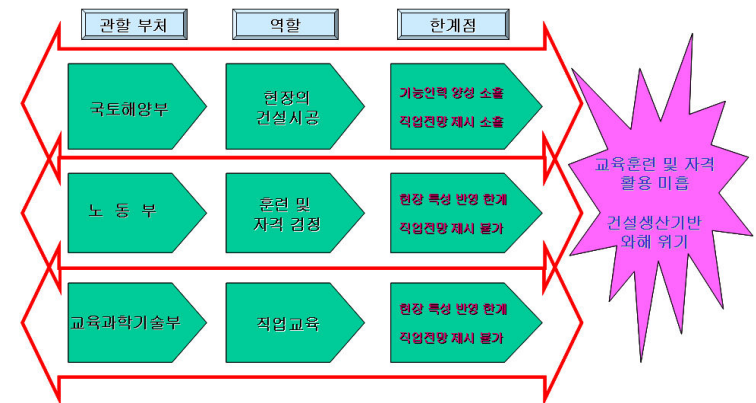 관할 부처
역할
한계점
국토해양부
현장의
건설시공
기능인력 양성 소홀
직업전망 제시 소홀
노 동 부
훈련 및
자격 검정
현장 특성 반영 한계
직업전망 제시 불가
교육과학기술부
직업교육
현장 특성 반영 한계
직업전망 제시 불가
교육훈련 및 자격
활용 미흡
건설생산기반
와해 위기